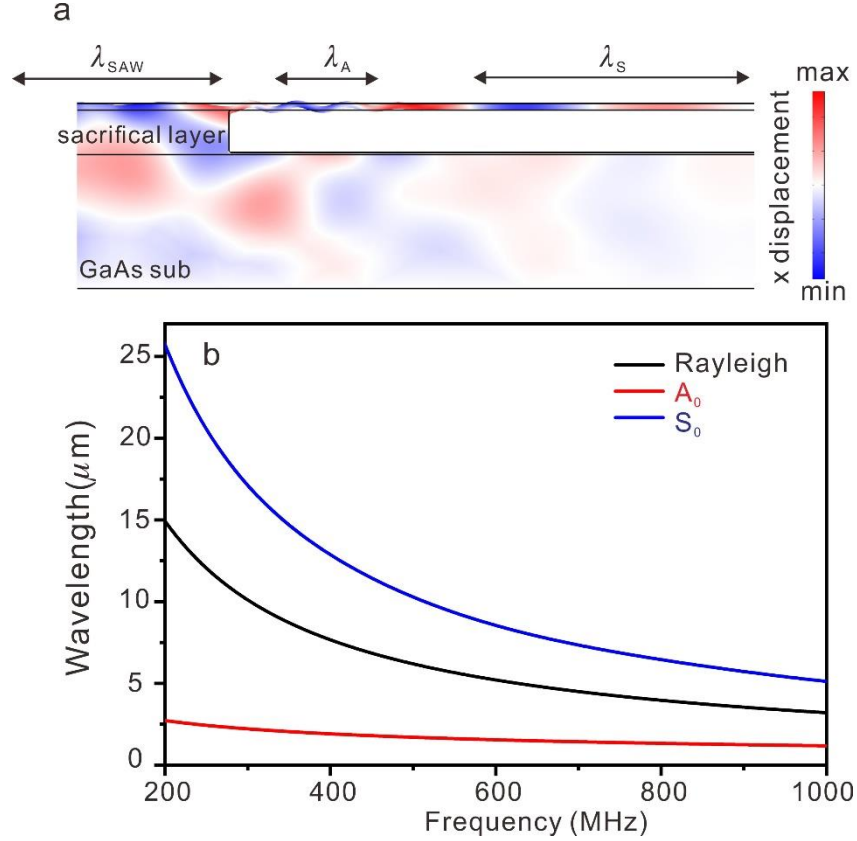 a
λSAW
λA
λS
max
sacrifical layer
GaAs sub
x displacement
min
b
Rayleigh
A₀
S₀
Wavelength(μm)
25
20
15
10
5
0
200
400
600
800
1000
Frequency (MHz)